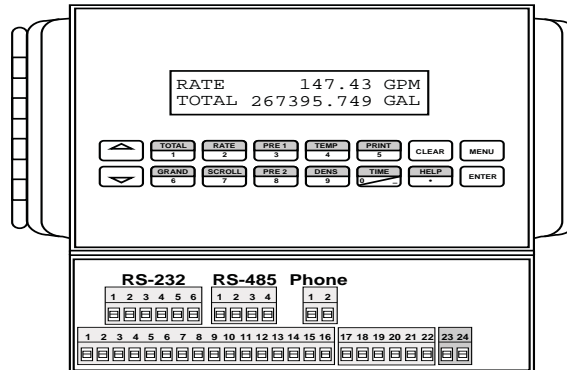 RATE 147.43 GPM
TOTAL 267395.749 GAL
TOTAL RATE PRE 1 TEMP PRINT CLEAR MENU
1 2 3 4 5
GRAND SCROLL PRE 2 DENS TIME HELP ENTER
6 7 8 9 0 – •
RS-232 RS-485 Phone
1 2 3 4 5 6 1 2 3 4 1 2
1 2 3 4 5 6 7 8 9 10 11 12 13 14 15 16 17 18 19 20 21 22 23 24